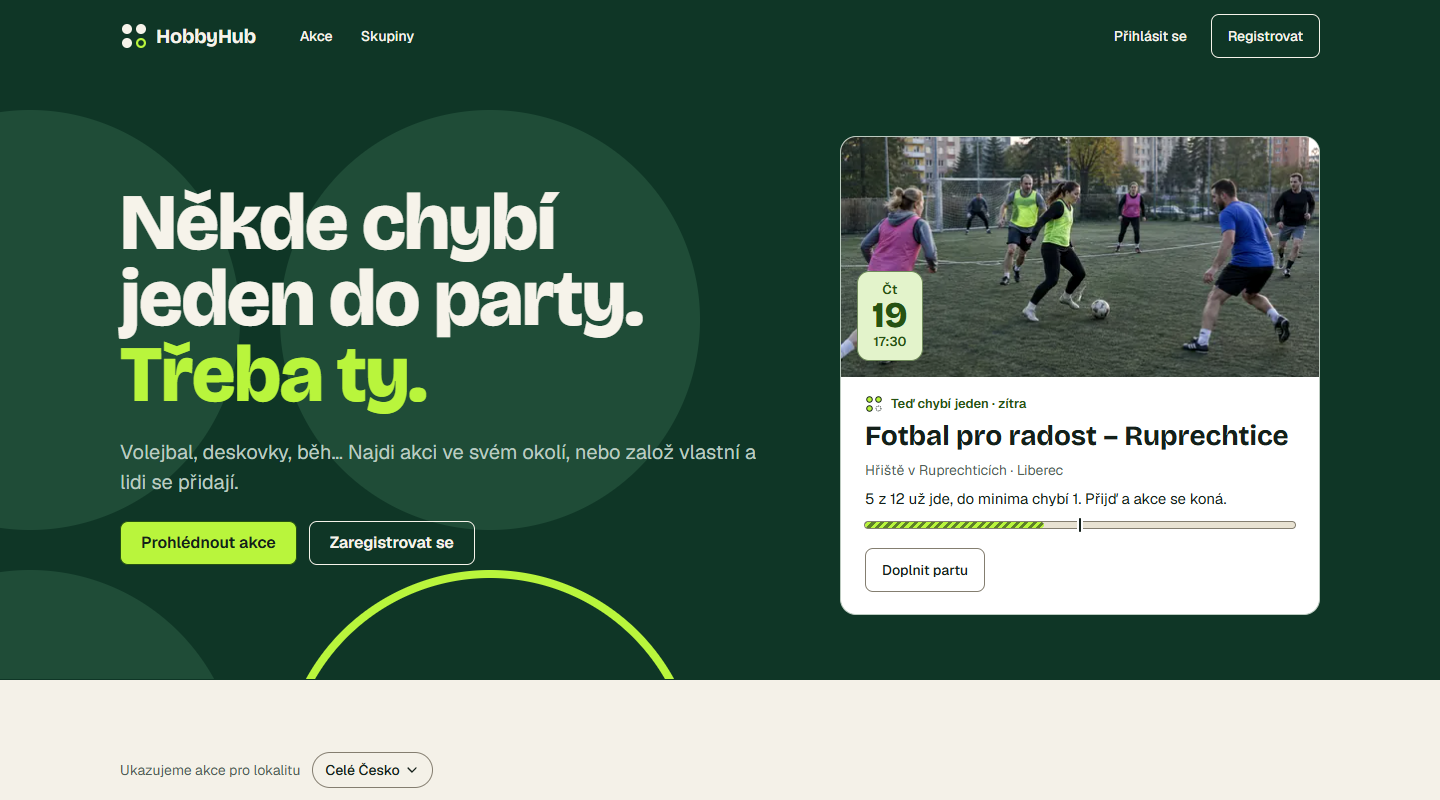 HobbyHub
Akce
Skupiny
Přihlásit se
Registrovat
Někde chybí
jeden do party.
Třeba ty.
Volejbal, deskovky, běh... Najdi akci ve svém okolí, nebo založ vlastní a
lidi se přidají.
Prohlédnout akce
Zaregistrovat se
Čt
19
17:30
Teď chybí jeden · zítra
Fotbal pro radost – Ruprechtice
Hřiště v Ruprechticích · Liberec
5 z 12 už jde, do minima chybí 1. Přijď a akce se koná.
Doplnit partu
Ukazujeme akce pro lokalitu
Celé Česko